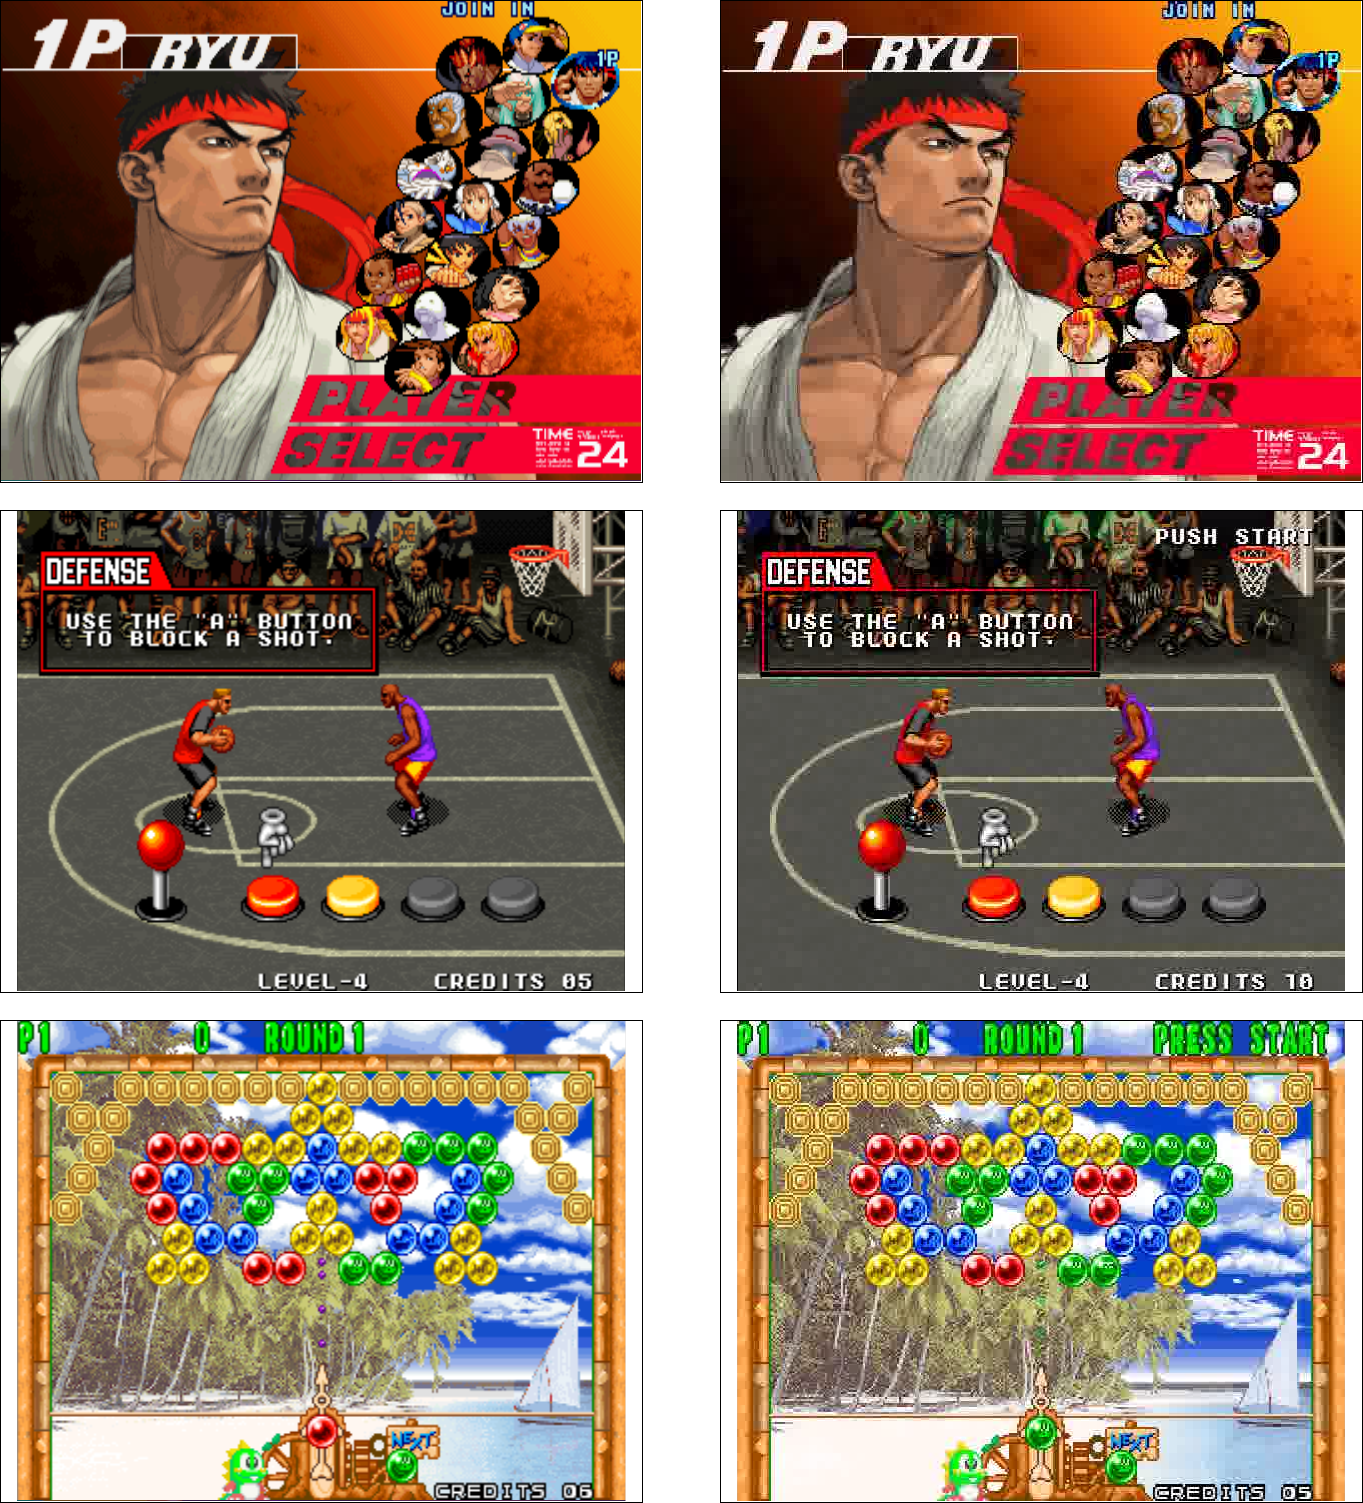 JOIN IN
1P RYU
1P
PLAYER
SELECT
TIME
24
JOIN IN
1P RYU
1P
PLAYER
SELECT
TIME
24
DEFENSE
USE THE "A" BUTTON
TO BLOCK A SHOT.
LEVEL-4 CREDITS 05
PUSH START
DEFENSE
USE THE "A" BUTTON
TO BLOCK A SHOT.
LEVEL-4 CREDITS 10
P1 0 ROUND 1
NEXT
CREDITS 06
P1 0 ROUND 1 PRESS START
NEXT
CREDITS 05